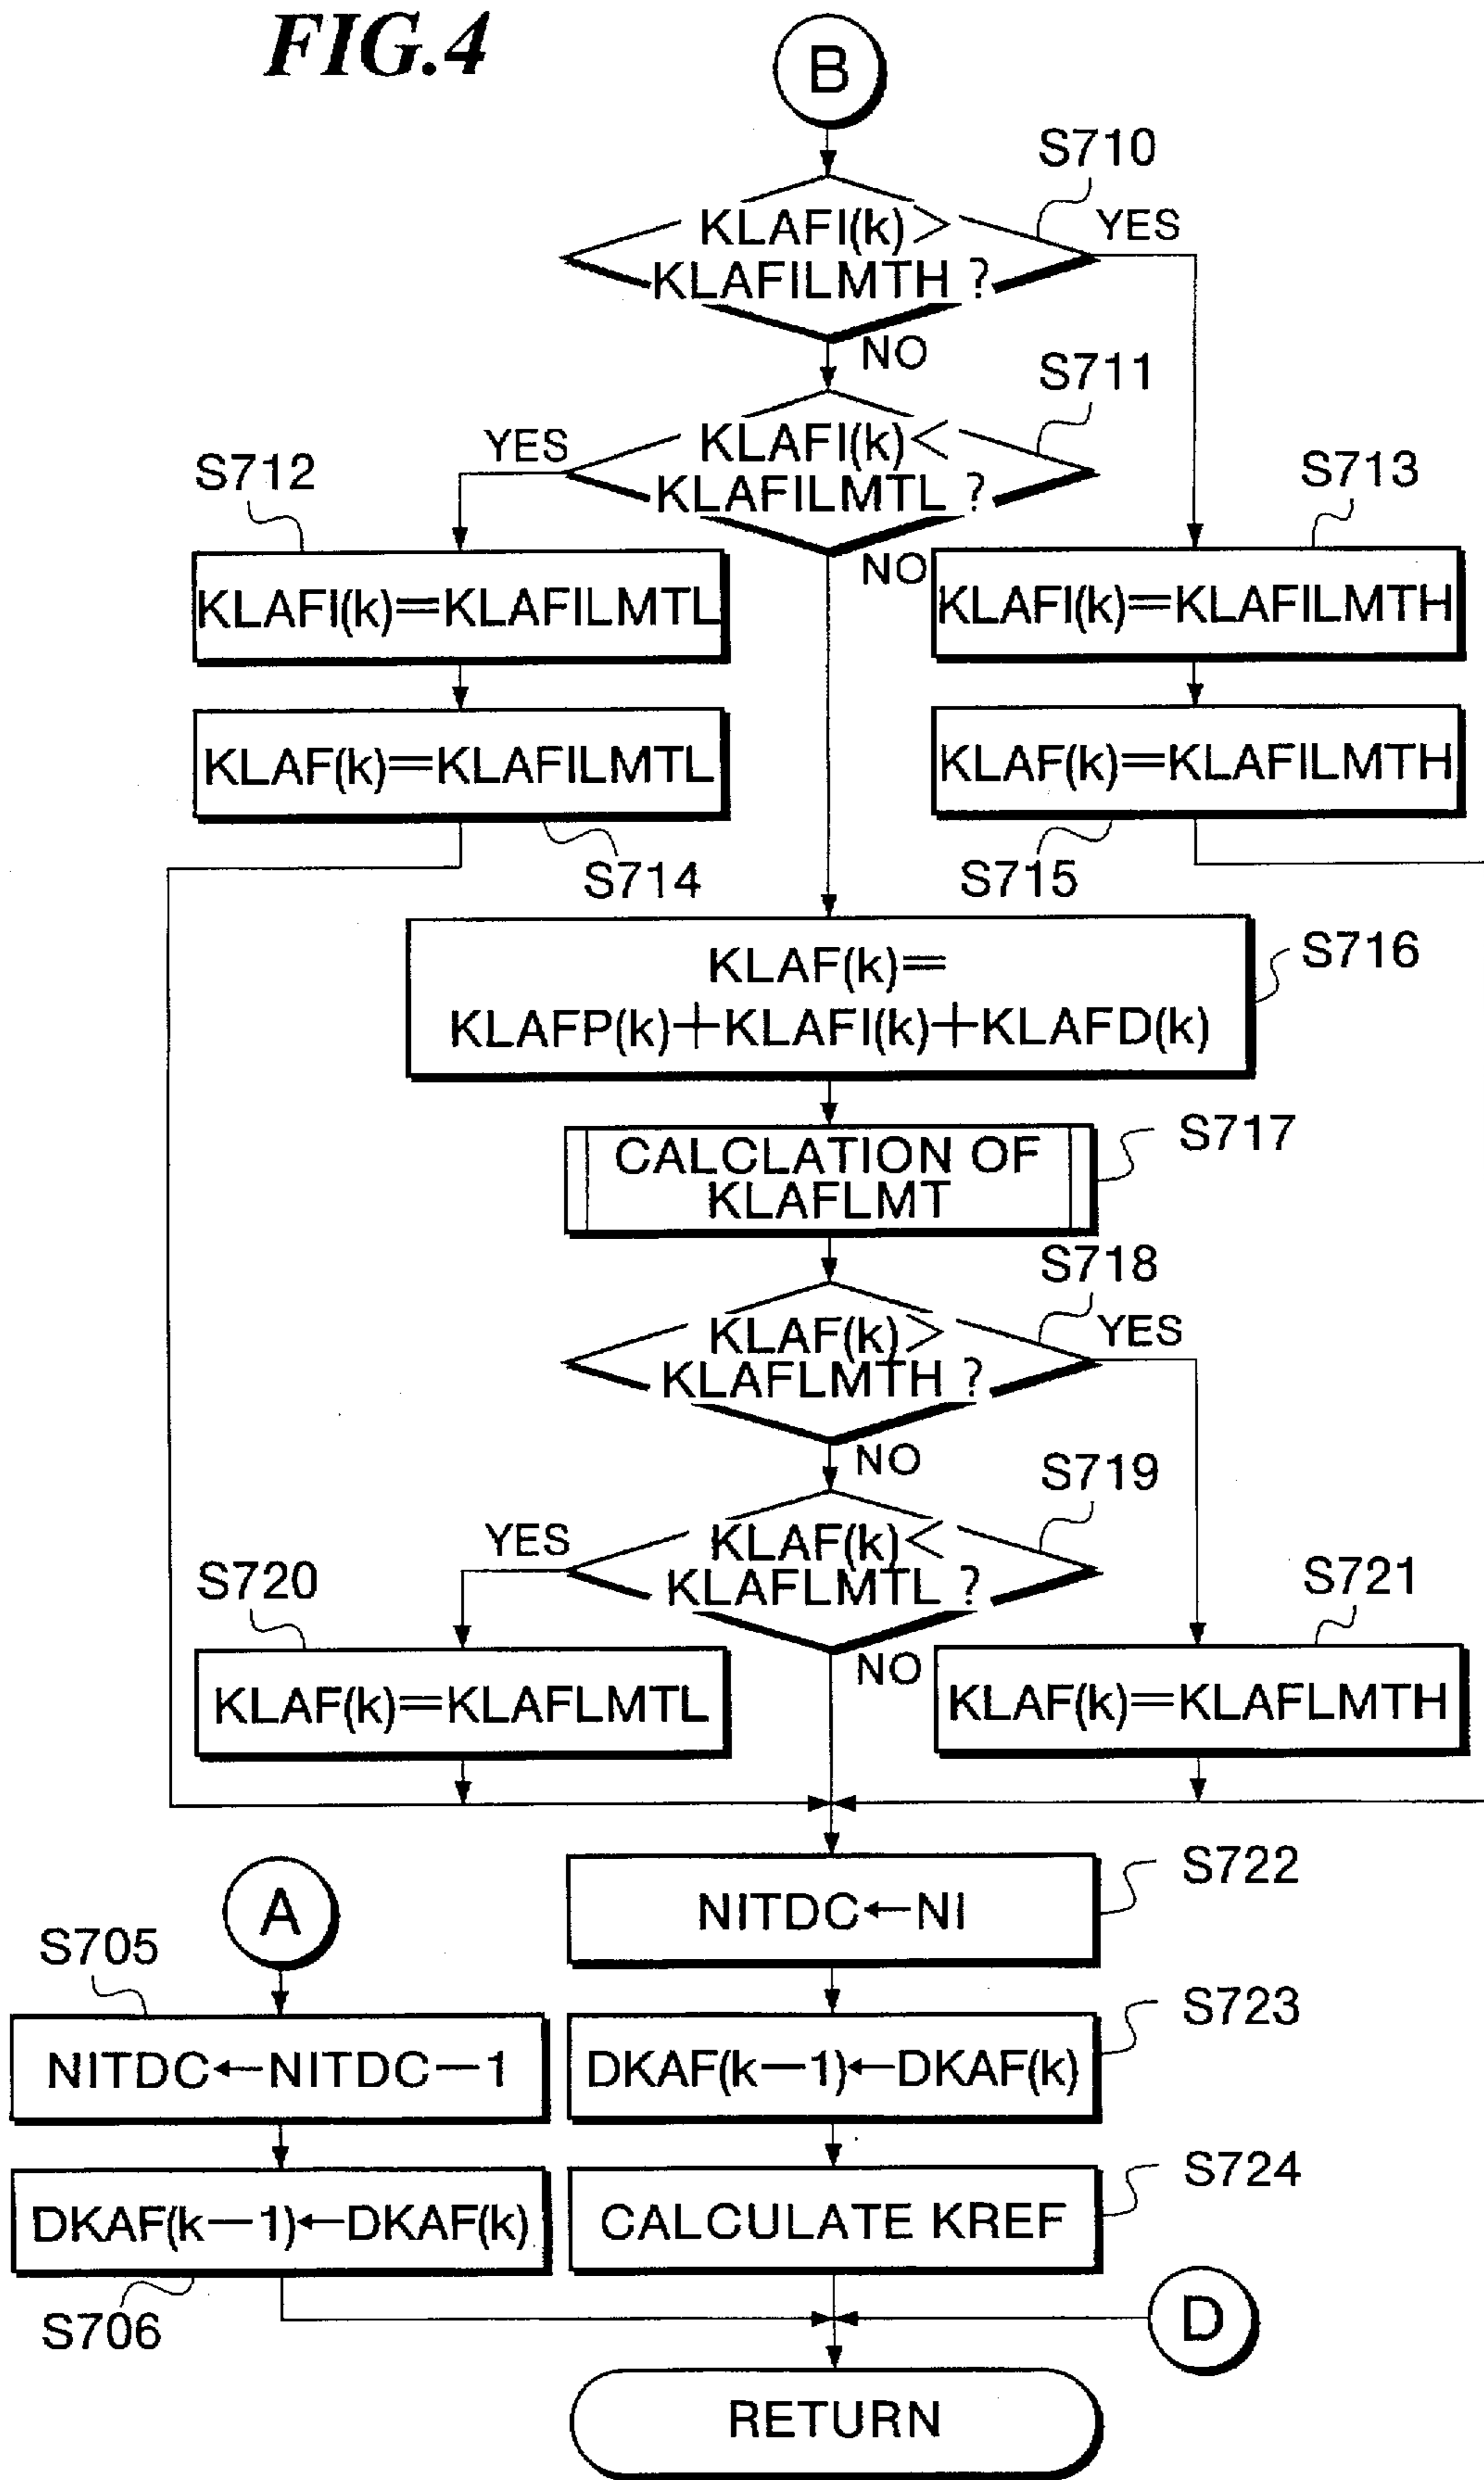 FIG.4
B
S710
KLAFI(k)>
KLAFILMTH ?
YES
NO
S711
KLAFI(k)<
KLAFILMTL ?
YES
NO
S712
KLAFI(k)=KLAFILMTL
S713
KLAFI(k)=KLAFILMTH
KLAF(k)=KLAFILMTL
S714
KLAF(k)=KLAFILMTH
S715
KLAF(k)=
KLAFP(k)+KLAFI(k)+KLAFD(k)
S716
CALCLATION OF
KLAFLMT
S717
S718
KLAF(k)>
KLAFLMTH ?
YES
NO
S719
KLAF(k)<
KLAFLMTL ?
YES
NO
S720
KLAF(k)=KLAFLMTL
S721
KLAF(k)=KLAFLMTH
S722
NITDC←NI
A
S705
NITDC←NITDC−1
S723
DKAF(k−1)←DKAF(k)
DKAF(k−1)←DKAF(k)
S706
S724
CALCULATE KREF
D
RETURN